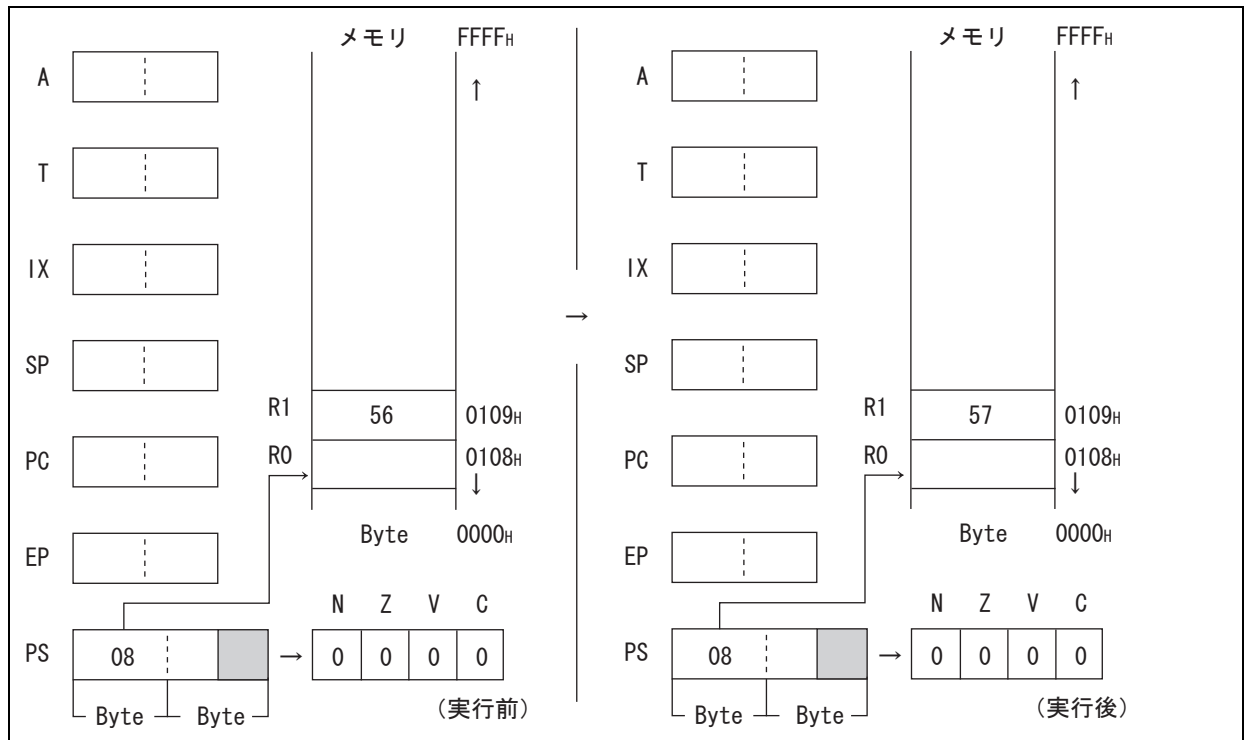 メモリ FFFFH
A ↑
T
IX
SP
R1 56 0109H
PC R0 0108H
↓
Byte 0000H
EP
N Z V C
PS 08 → 0 0 0 0
Byte Byte (実行前)
→
メモリ FFFFH
A ↑
T
IX
SP
R1 57 0109H
PC R0 0108H
↓
Byte 0000H
EP
N Z V C
PS 08 → 0 0 0 0
Byte Byte (実行後)